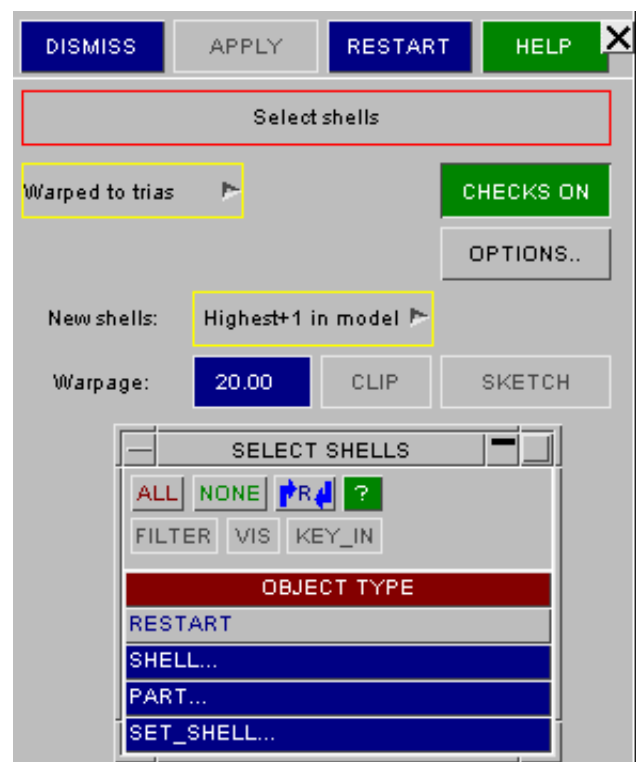 DISMISS APPLY RESTART HELP X
Select shells
Warped to trias CHECKS ON
OPTIONS..
New shells: Highest+1 in model
Warpage: 20.00 CLIP SKETCH
SELECT SHELLS
ALL NONE R ?
FILTER VIS KEY_IN
OBJECT TYPE
RESTART
SHELL...
PART...
SET_SHELL...